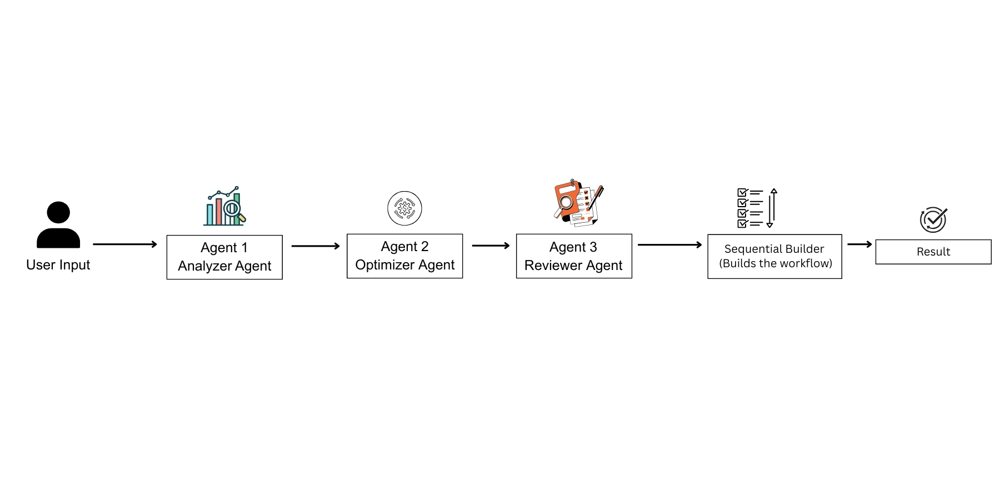 User Input
Agent 1
Analyzer Agent
Agent 2
Optimizer Agent
Agent 3
Reviewer Agent
Sequential Builder
(Builds the workflow)
Result